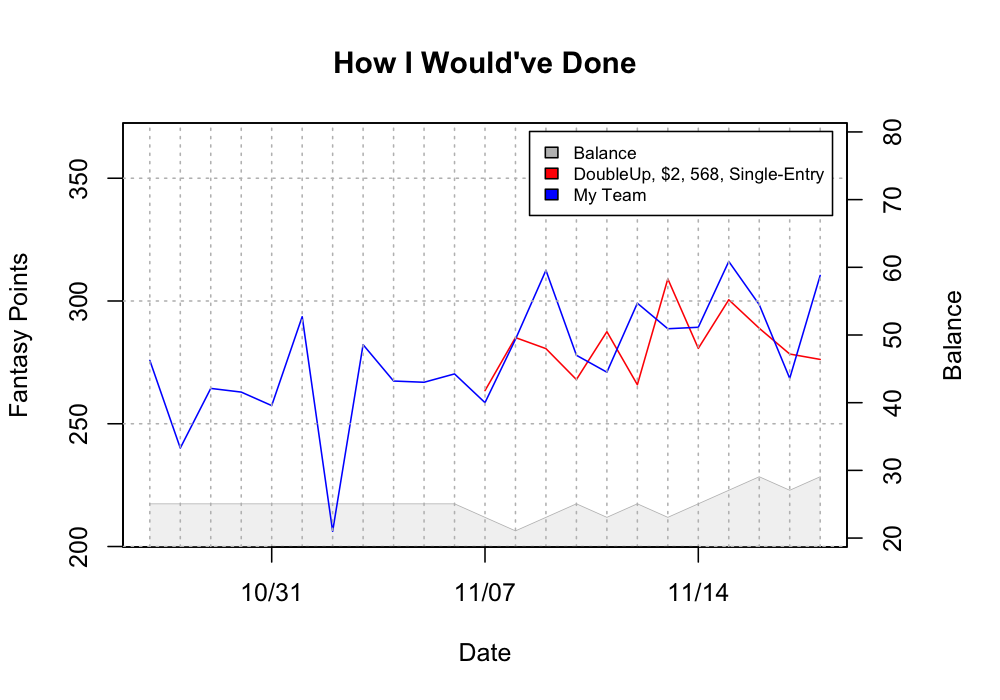 How I Would've Done
Balance
DoubleUp, $2, 568, Single-Entry
My Team
Fantasy Points
350
300
250
200
80
70
60
50
40
30
20
Balance
10/31
11/07
11/14
Date